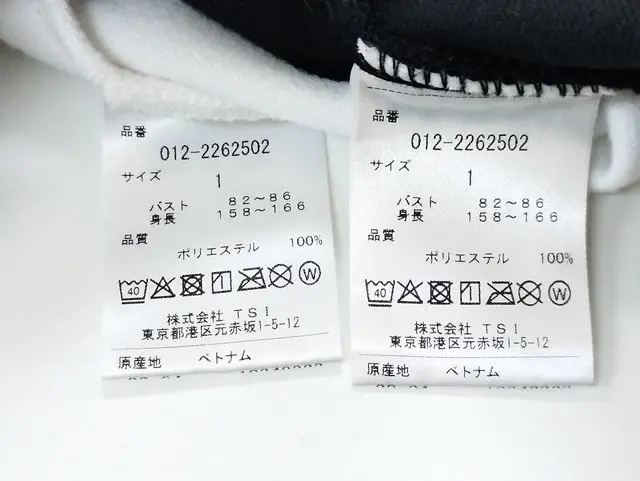 品番
012-2262502
サイズ
1
バスト 82～86
身長 158～166
品質
ポリエステル 100%
40 W
株式会社 TSI
東京都港区元赤坂1-5-12
原産地 ベトナム
品番
012-2262502
サイズ
1
バスト 82～86
身長 158～166
品質
ポリエステル 100%
40 W
株式会社 TSI
東京都港区元赤坂1-5-12
原産地 ベトナム